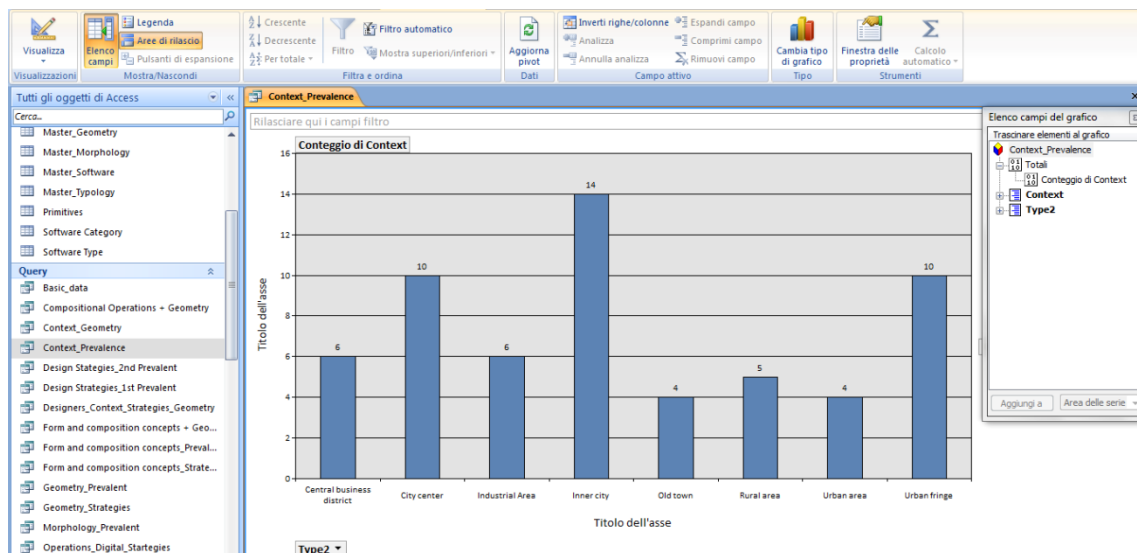 Visualizza
Visualizzazioni
Elenco campi
Legenda
Aree di rilascio
Pulsanti di espansione
Mostra/Nascondi
Crescente
Decrescente
Per totale
Filtro
Filtro automatico
Mostra superiori/inferiori
Filtra e ordina
Aggiorna pivot
Dati
Inverti righe/colonne
Analizza
Annulla analizza
Espandi campo
Comprimi campo
Rimuovi campo
Campo attivo
Cambia tipo di grafico
Tipo
Finestra delle proprietà
Calcolo automatico
Strumenti
Tutti gli oggetti di Access
Cerca...
Master_Geometry
Master_Morphology
Master_Software
Master_Typology
Primitives
Software Category
Software Type
Query
Basic_data
Compositional Operations + Geometry
Context_Geometry
Context_Prevalence
Design Stategies_2nd Prevalent
Design Strategies_1st Prevalent
Designers_Context_Strategies_Geometry
Form and composition concepts + Geo...
Form and composition concepts_Preval...
Form and composition concepts_Strate...
Geometry_Prevalent
Geometry_Strategies
Morphology_Prevalent
Operations_Digital_Startegies
Context_Prevalence
Rilasciare qui i campi filtro
Conteggio di Context
16
14
12
10
8
6
4
2
0
Titolo dell'asse
6
10
6
14
4
5
4
10
Central business district
City center
Industrial Area
Inner city
Old town
Rural area
Urban area
Urban fringe
Titolo dell'asse
Type2
Elenco campi del grafico
Trascinare elementi al grafico
Context_Prevalence
Totali
Conteggio di Context
Context
Type2
Aggiungi a
Area delle serie